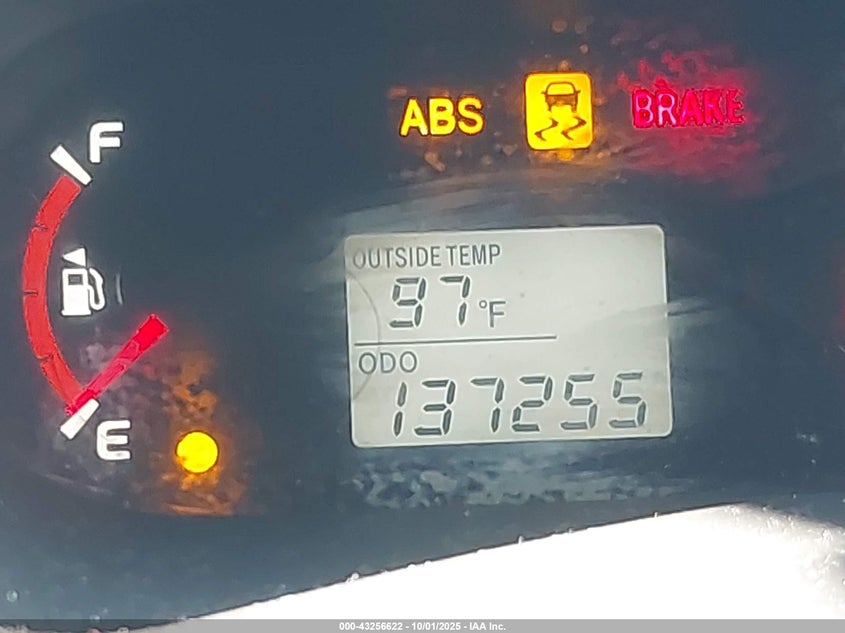 F
ABS
BRAKE
OUTSIDE TEMP
97°F
ODO
137255
E
000-43256622 - 10/01/2025 - IAA Inc.